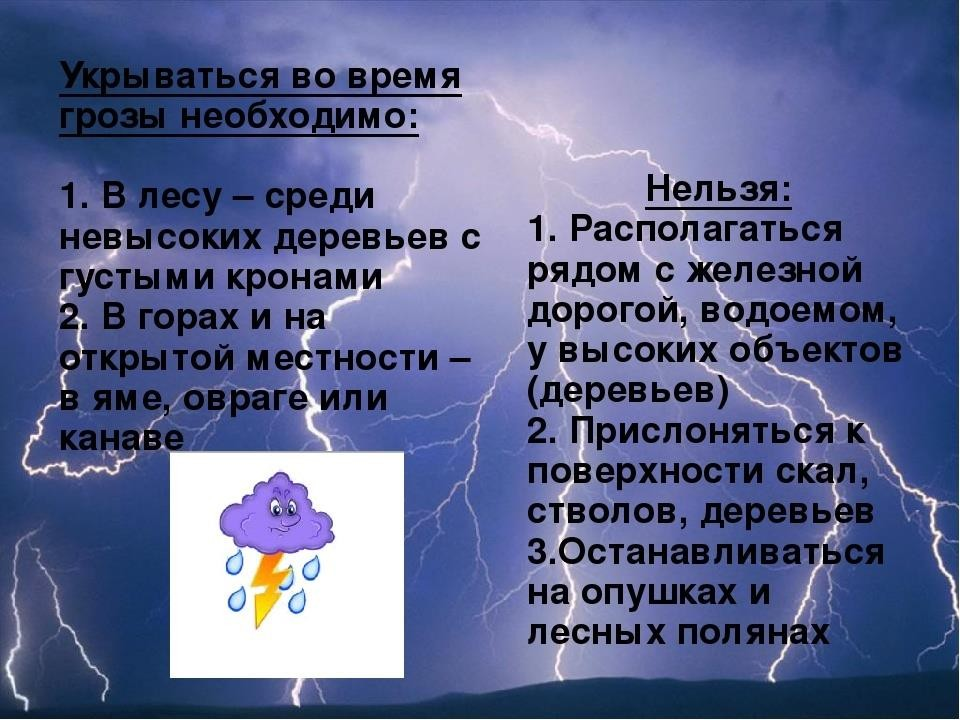 Укрываться во время
грозы необходимо:
1. В лесу – среди
невысоких деревьев с
густыми кронами
2. В горах и на
открытой местности –
в яме, овраге или
канаве
Нельзя:
1. Располагаться
рядом с железной
дорогой, водоемом,
у высоких объектов
(деревьев)
2. Прислоняться к
поверхности скал,
стволов, деревьев
3.Останавливаться
на опушках и
лесных полянах